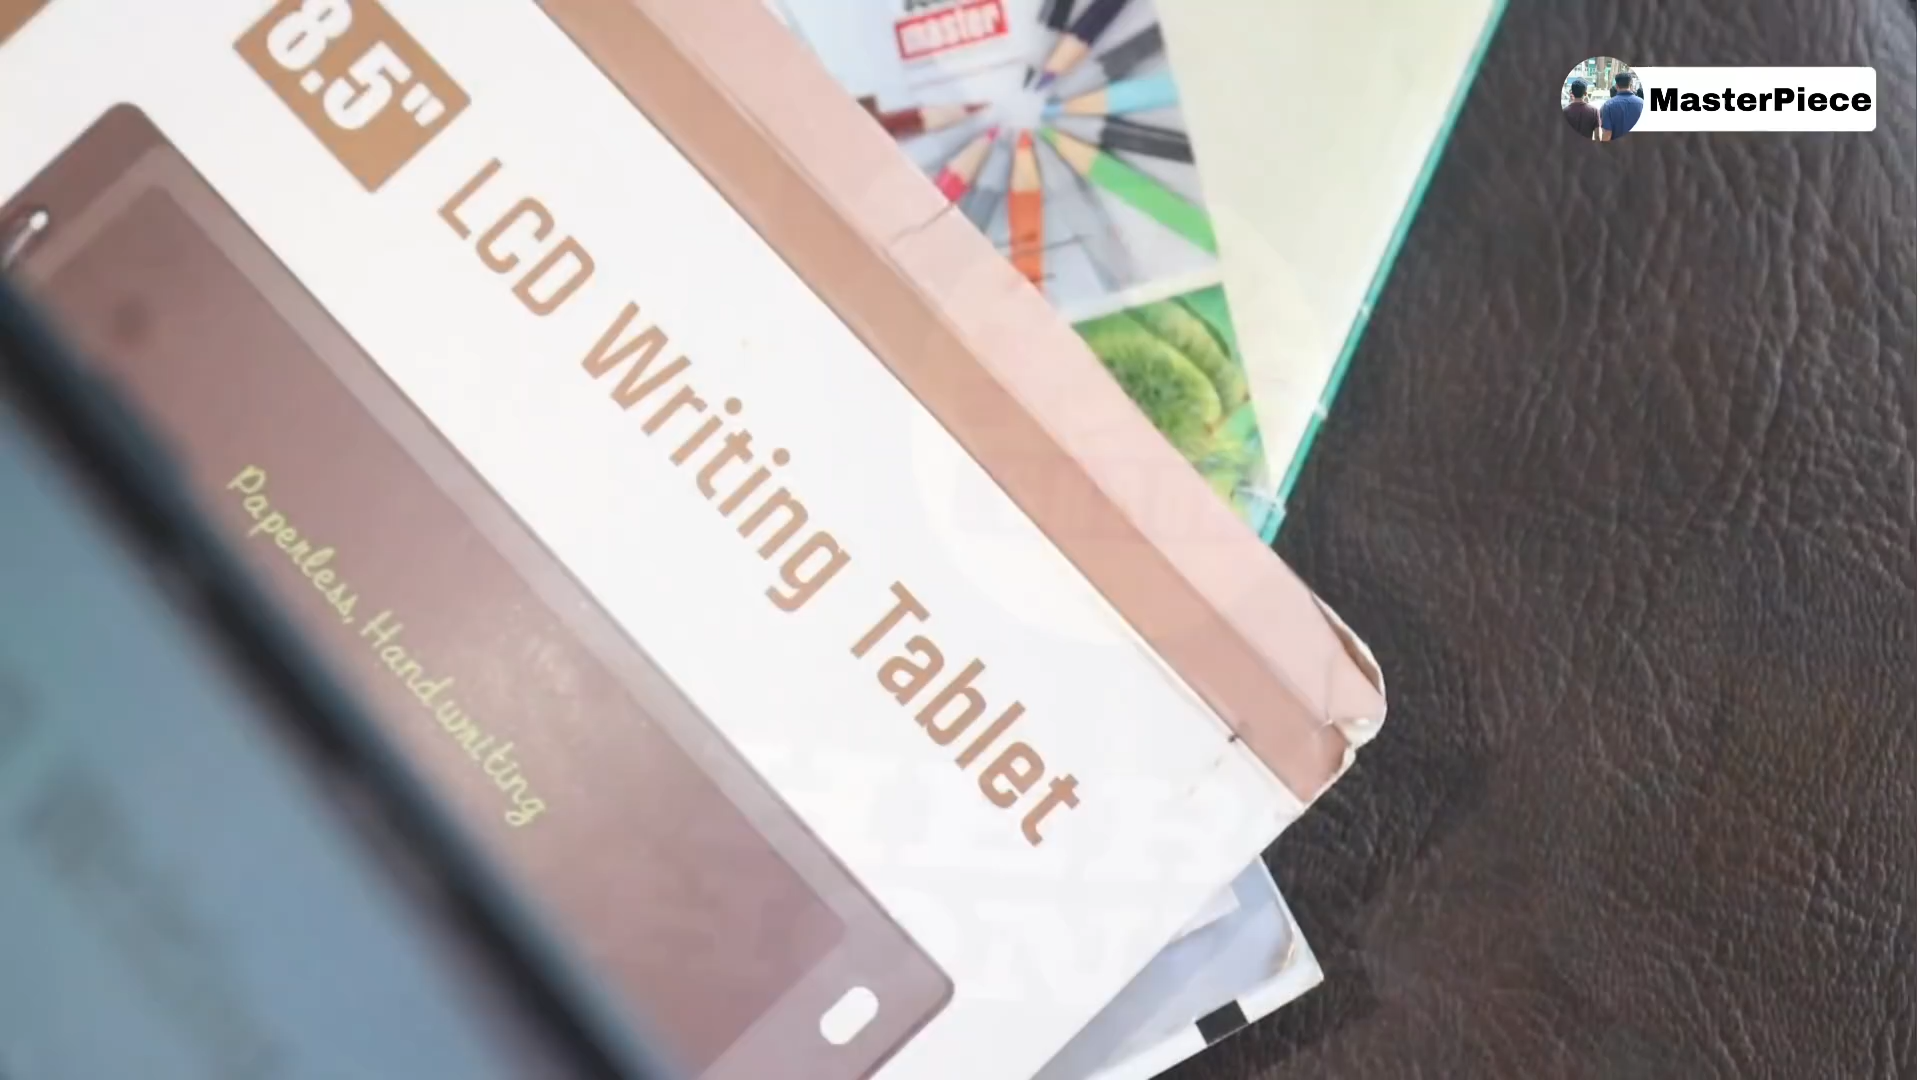 8.5"
LCD Writing Tablet
Paperless, Handwriting
master
MasterPiece